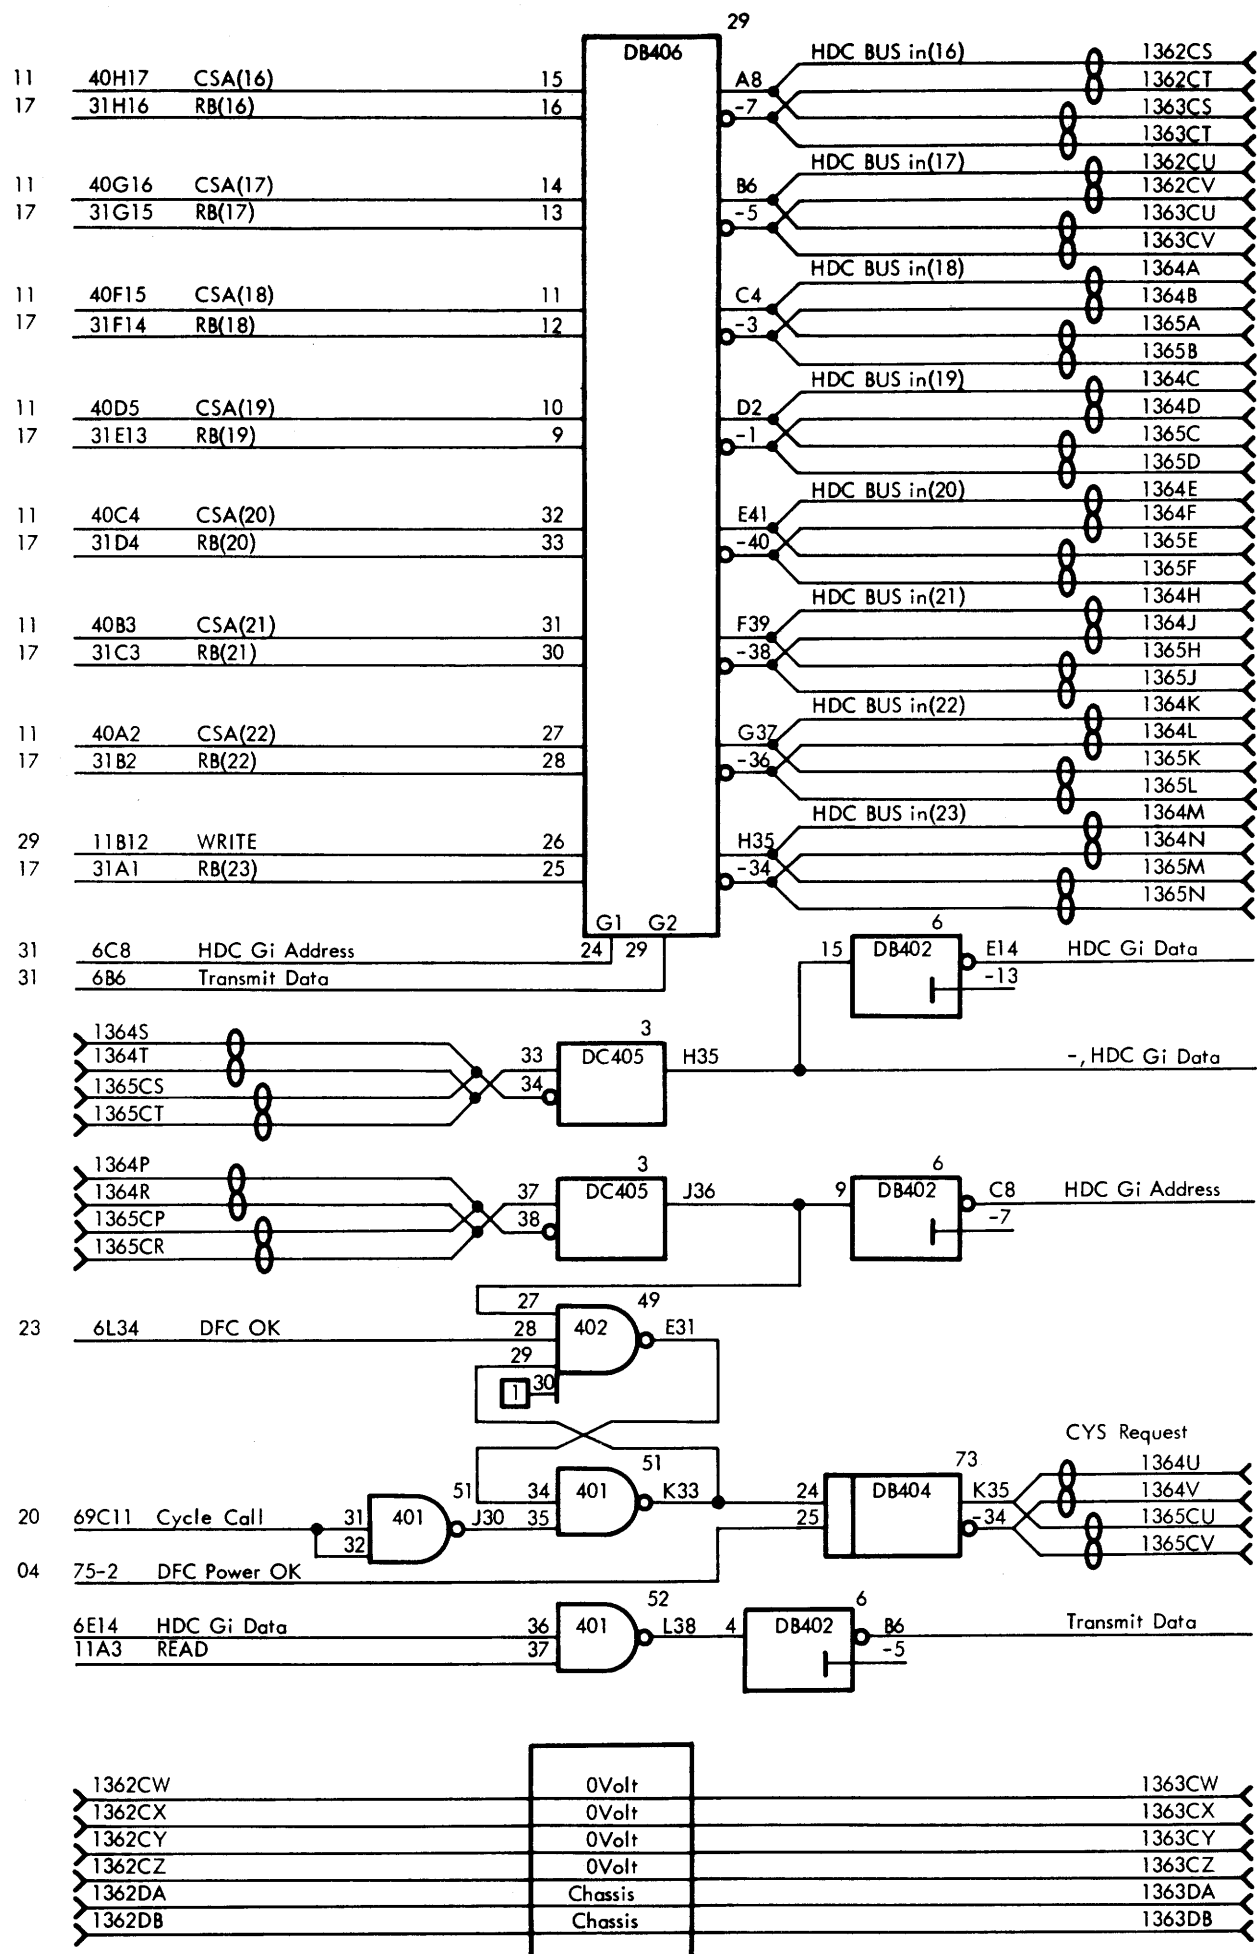 29
DB406
HDC BUS in(16) 1362CS
11 40H17 CSA(16) 15 A8 1362CT
17 31H16 RB(16) 16 -7 1363CS
1363CT
HDC BUS in(17) 1362CU
11 40G16 CSA(17) 14 B6 1362CV
17 31G15 RB(17) 13 -5 1363CU
1363CV
HDC BUS in(18) 1364A
11 40F15 CSA(18) 11 C4 1364B
17 31F14 RB(18) 12 -3 1365A
1365B
HDC BUS in(19) 1364C
11 40D5 CSA(19) 10 D2 1364D
17 31E13 RB(19) 9 -1 1365C
1365D
HDC BUS in(20) 1364E
11 40C4 CSA(20) 32 E41 1364F
17 31D4 RB(20) 33 -40 1365E
1365F
HDC BUS in(21) 1364H
11 40B3 CSA(21) 31 F39 1364J
17 31C3 RB(21) 30 -38 1365H
1365J
HDC BUS in(22) 1364K
11 40A2 CSA(22) 27 G37 1364L
17 31B2 RB(22) 28 -36 1365K
1365L
HDC BUS in(23) 1364M
29 11B12 WRITE 26 H35 1364N
17 31A1 RB(23) 25 -34 1365M
1365N
G1 G2 6
31 6C8 HDC Gi Address 24 29 15 DB402 E14 HDC Gi Data
31 6B6 Transmit Data -13
1364S 3
1364T 33 DC405 H35 -,HDC Gi Data
1365CS 34
1365CT
1364P 3 6
1364R 37 DC405 J36 9 DB402 C8 HDC Gi Address
1365CP 38 -7
1365CR
27 49
23 6L34 DFC OK 28 402 E31
29
1 30
CYS Request
51 73 1364U
51 34 401 K33 24 DB404 K35 1364V
20 69C11 Cycle Call 31 401 J30 35 25 -34 1365CU
32 1365CV
04 75-2 DFC Power OK
52 6
6E14 HDC Gi Data 36 401 L38 4 DB402 B6 Transmit Data
11A3 READ 37 -5
1362CW 0Volt 1363CW
1362CX 0Volt 1363CX
1362CY 0Volt 1363CY
1362CZ 0Volt 1363CZ
1362DA Chassis 1363DA
1362DB Chassis 1363DB